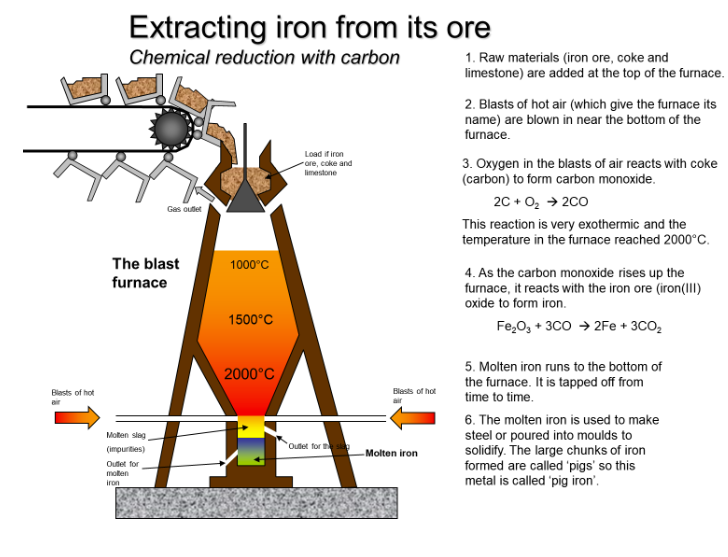 Extracting iron from its ore
Chemical reduction with carbon
1. Raw materials (iron ore, coke and
limestone) are added at the top of the furnace.
2. Blasts of hot air (which give the furnace its
name) are blown in near the bottom of the
furnace.
3. Oxygen in the blasts of air reacts with coke
(carbon) to form carbon monoxide.
2C + O₂ → 2CO
This reaction is very exothermic and the
temperature in the furnace reached 2000°C.
4. As the carbon monoxide rises up the
furnace, it reacts with the iron ore (iron(III)
oxide to form iron.
Fe₂O₃ + 3CO → 2Fe + 3CO₂
5. Molten iron runs to the bottom of
the furnace. It is tapped off from
time to time.
6. The molten iron is used to make
steel or poured into moulds to
solidify. The large chunks of iron
formed are called ‘pigs’ so this
metal is called ‘pig iron’.
Load if iron
ore, coke and
limestone
Gas outlet
The blast
furnace
1000°C
1500°C
2000°C
Blasts of hot
air
Blasts of hot
air
Molten slag
(impurities)
Outlet for the slag
Molten iron
Outlet for
molten
iron